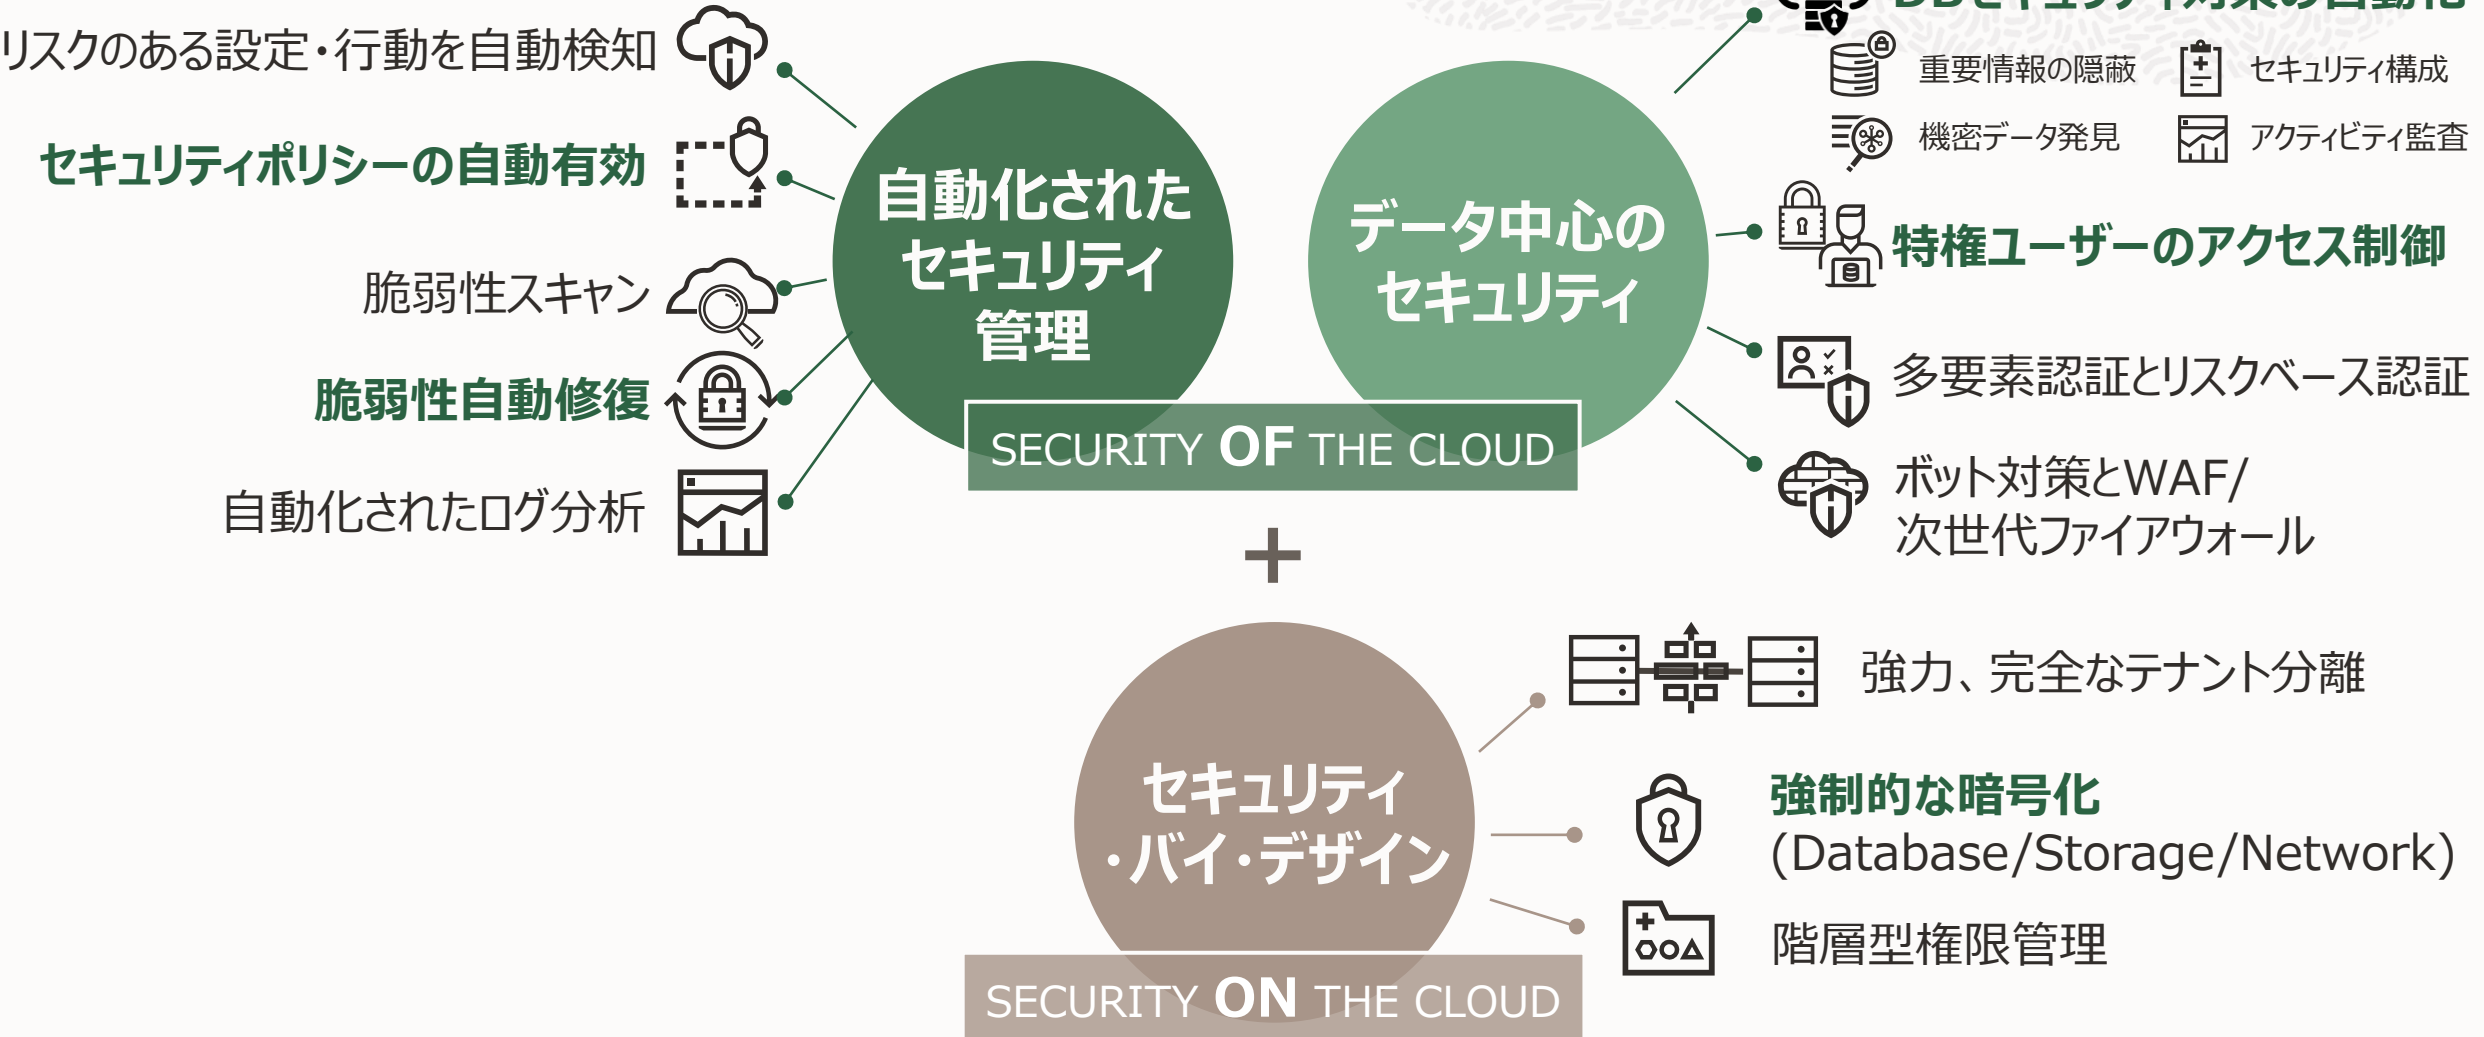 リスクのある設定・行動を自動検知
セキュリティポリシーの自動有効
脆弱性スキャン
脆弱性自動修復
自動化されたログ分析
自動化された
セキュリティ
管理
データ中心の
セキュリティ
SECURITY OF THE CLOUD
DBセキュリティ対策の自動化
重要情報の隠蔽
セキュリティ構成
機密データ発見
アクティビティ監査
特権ユーザーのアクセス制御
多要素認証とリスクベース認証
ボット対策とWAF/
次世代ファイアウォール
+
セキュリティ
・バイ・デザイン
SECURITY ON THE CLOUD
強力、完全なテナント分離
強制的な暗号化
(Database/Storage/Network)
階層型権限管理